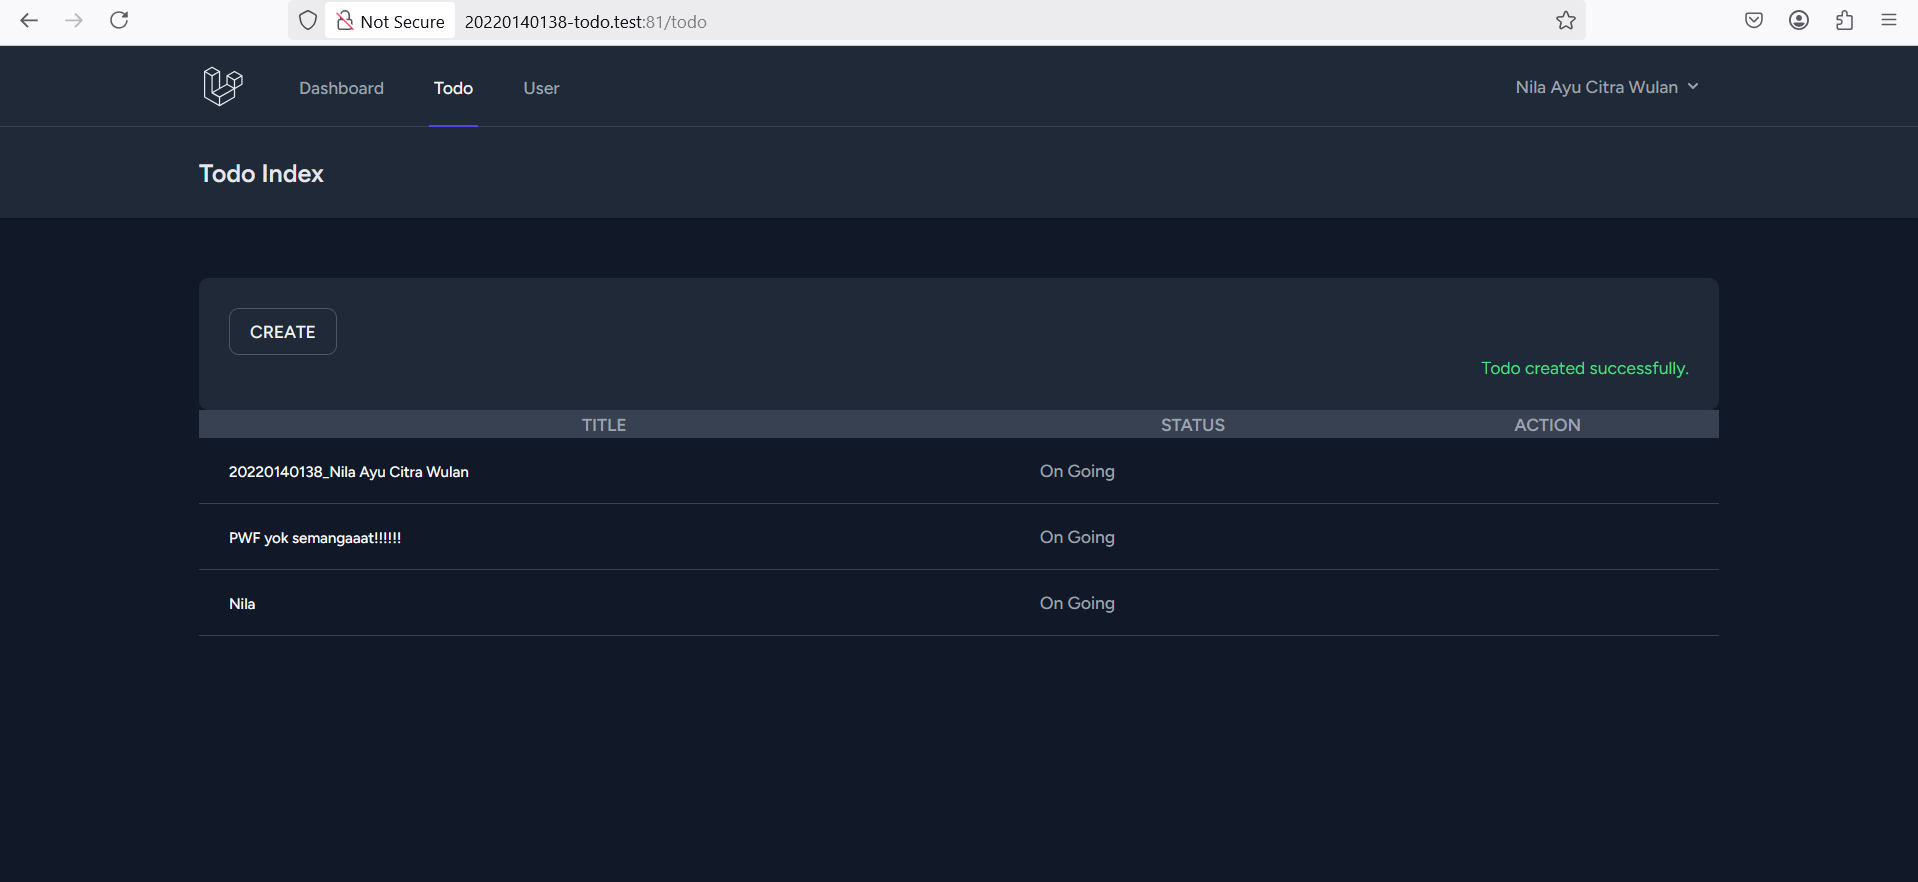 Not Secure 20220140138-todo.test:81/todo
Dashboard Todo User Nila Ayu Citra Wulan
Todo Index
CREATE
Todo created successfully.
TITLE STATUS ACTION
20220140138_Nila Ayu Citra Wulan On Going
PWF yok semangaaat!!!!!! On Going
Nila On Going